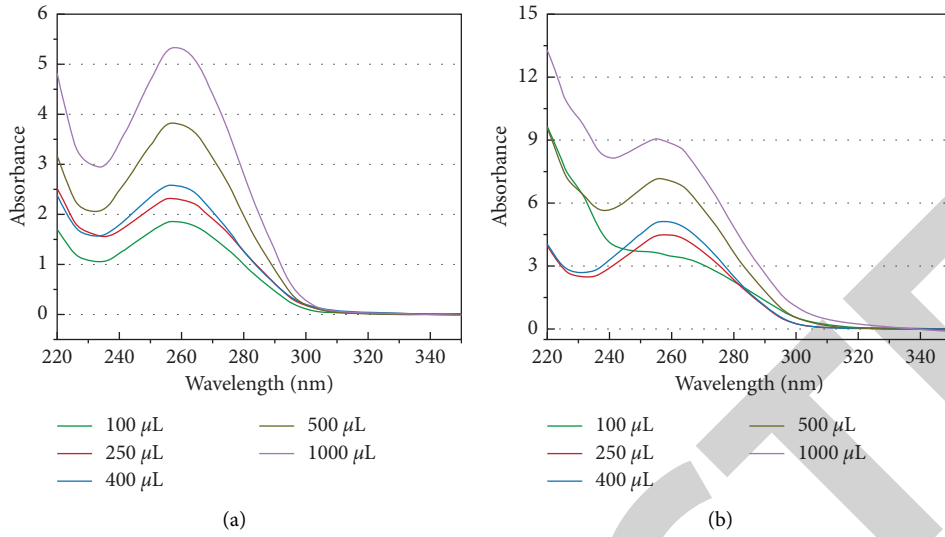 6
5
4
3
2
1
0
Absorbance
220 240 260 280 300 320 340
Wavelength (nm)
100 μL
250 μL
400 μL
500 μL
1000 μL
(a)
15
12
9
6
3
0
Absorbance
220 240 260 280 300 320 340
Wavelength (nm)
100 μL
250 μL
400 μL
500 μL
1000 μL
(b)